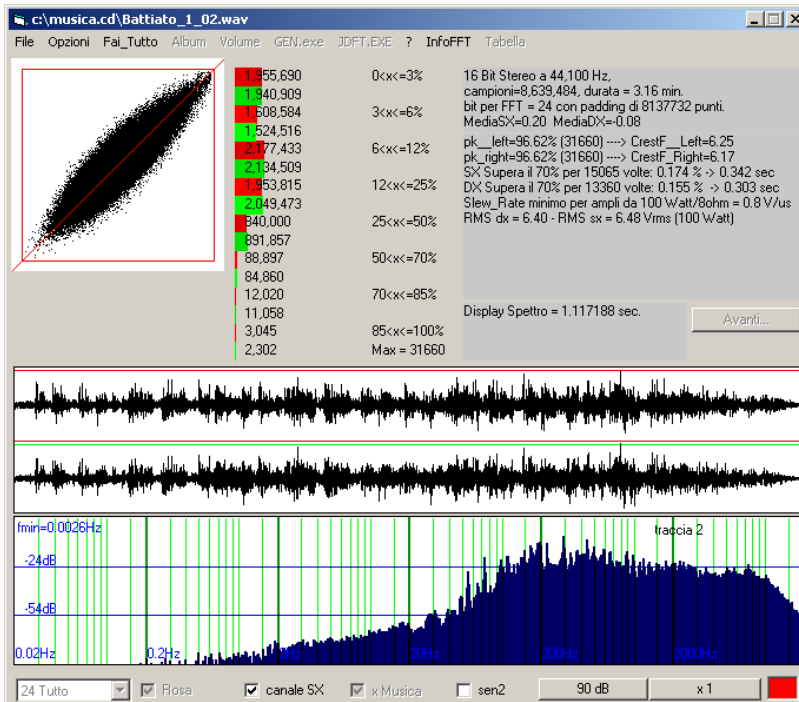 c:\musica.cd\Battiato_1_02.wav
File Opzioni Fai_Tutto Album Volume GEN.exe JDFT.EXE ? InfoFFT Tabella
1,955,690 0<x<=3%
1,940,909
1,608,584 3<x<=6%
1,524,516
2,177,433 6<x<=12%
2,134,509
1,953,815 12<x<=25%
2,049,473
840,000 25<x<=50%
891,857
88,897 50<x<=70%
84,860
12,020 70<x<=85%
11,058
3,045 85<x<=100%
2,302 Max = 31660
16 Bit Stereo a 44,100 Hz,
campioni=8,639,484, durata = 3.16 min.
bit per FFT = 24 con padding di 8137732 punti.
MediaSX=0.20 MediaDX=-0.08
pk__left=96.62% (31660) ----> CrestF__Left=6.25
pk_right=96.62% (31660) ----> CrestF_Right=6.17
SX Supera il 70% per 15065 volte: 0.174 % -> 0.342 sec
DX Supera il 70% per 13360 volte: 0.155 % -> 0.303 sec
Slew_Rate minimo per ampli da 100 Watt/8ohm = 0.8 V/us
RMS dx = 6.40 - RMS sx = 6.48 Vrms (100 Watt)
Display Spettro = 1.117188 sec.
Avanti...
fmin=0.0026Hz
traccia 2
-24dB
-54dB
0.02Hz 0.2Hz 20Hz 200Hz 2000Hz
24 Tutto Rosa canale SX x Musica sen2 90 dB x 1